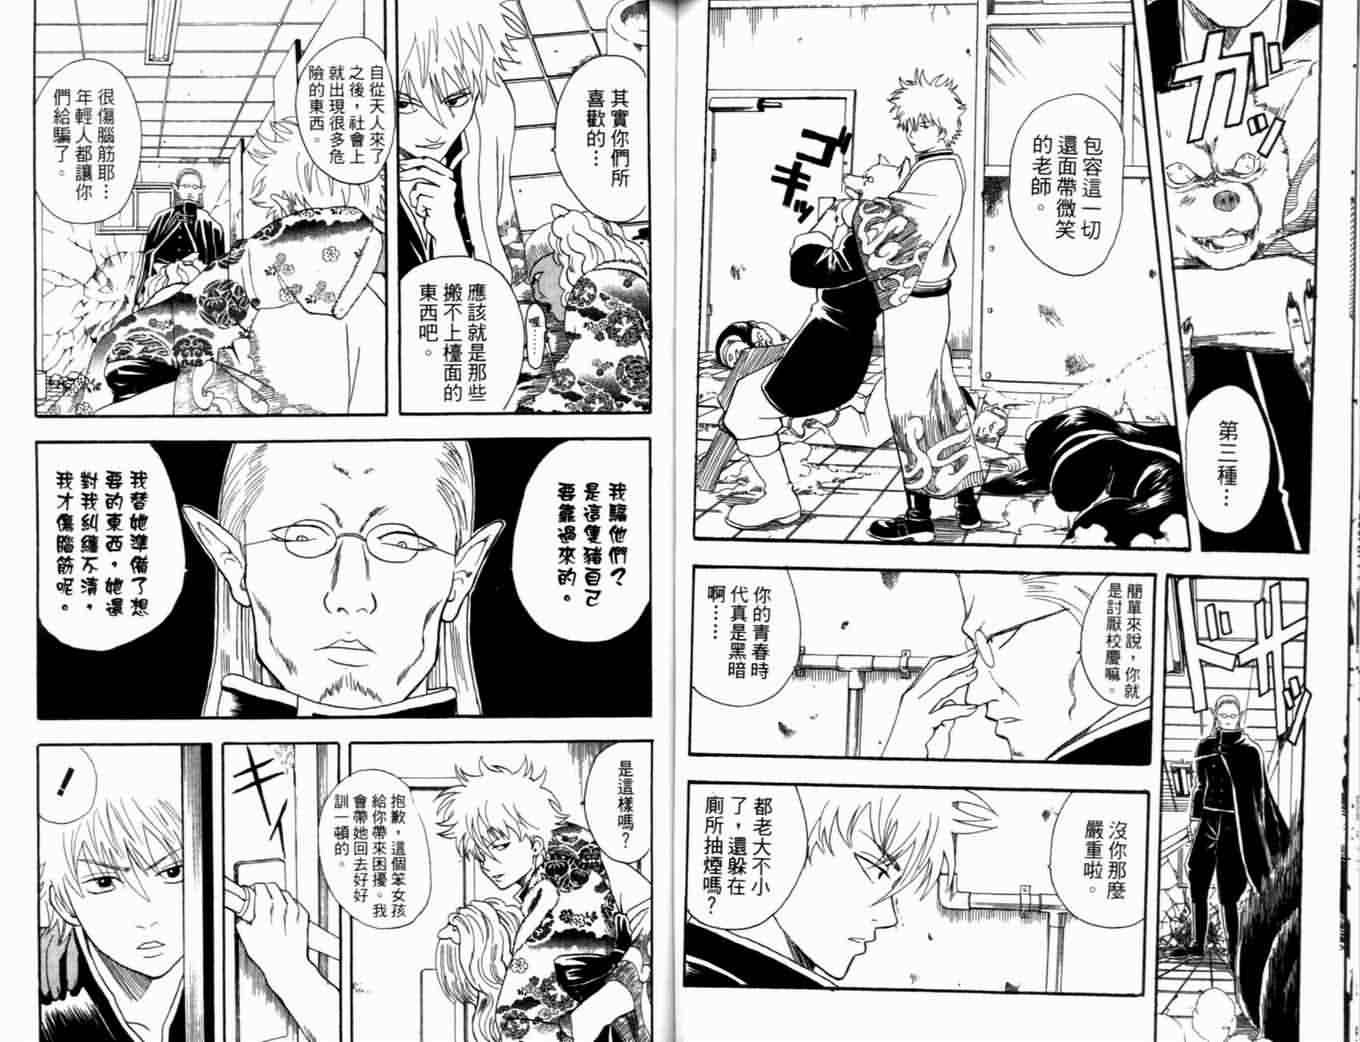 ガッ
第三種…
包容這一切
還面帶微笑
的老師。
ゴキッ
ドドド
簡單來說，你就
是討厭校慶嘛。
你的青春時
代真是黑暗
啊……
沒你那麼
嚴重啦。
都老大不小
了，還躲在
廁所抽煙嗎？
其實你們所
喜歡的…
應該就是那些
搬不上檯面的
東西吧。
自從天人來了
之後，社會上
就出現很多危
險的東西。
很傷腦筋耶…
年輕人都讓你
們給騙了。
我騙他們？
是這隻豬自己
要靠過來的。
我替她準備了想
要的東西，她還
對我糾纏不清，
我才傷腦筋呢。
是這樣嗎？
抱歉，這個笨女孩
給你帶來困擾。我
會帶她回去好好
訓一頓的。
キッ
！